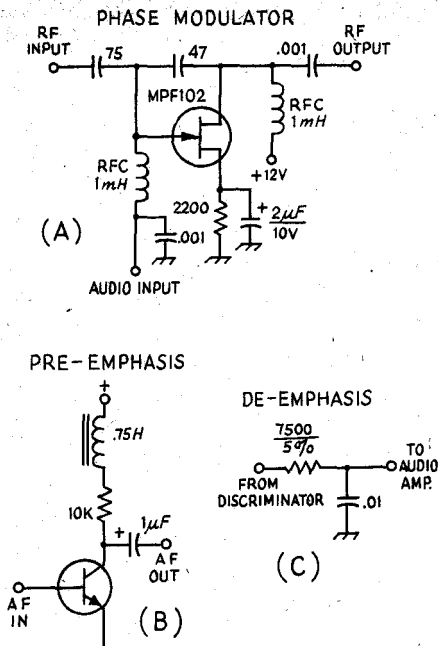 PHASE MODULATOR
RF
INPUT
75
47
.001
RF
OUTPUT
MPF102
RFC
1mH
+12V
RFC
1mH
2200
+
2µF
10V
.001
(A)
AUDIO INPUT
PRE-EMPHASIS
+
.75H
10K
+
1µF
AF
OUT
AF
IN
(B)
DE-EMPHASIS
7500
5%
FROM
DISCRIMINATOR
TO
AUDIO
AMP.
.01
(C)